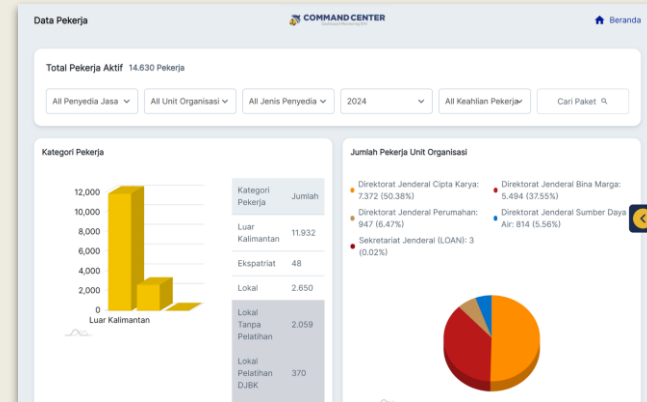 Data Pekerja
COMMAND CENTER
Beranda
Total Pekerja Aktif 14.630 Pekerja
All Penyedia Jasa
All Unit Organisasi
All Jenis Penyedia
2024
All Keahlian Pekerja
Cari Paket
Kategori Pekerja
12,000
10,000
8,000
6,000
4,000
2,000
0
Luar Kalimantan
Kategori Pekerja Jumlah
Luar Kalimantan 11.932
Ekspatriat 48
Lokal 2.650
Lokal Tanpa Pelatihan 2.059
Lokal Pelatihan DJBK 370
Jumlah Pekerja Unit Organisasi
Direktorat Jenderal Cipta Karya:
7.372 (50.38%)
Direktorat Jenderal Bina Marga:
5.494 (37.55%)
Direktorat Jenderal Perumahan:
947 (6.47%)
Direktorat Jenderal Sumber Daya
Air: 814 (5.56%)
Sekretariat Jenderal (LOAN): 3
(0.02%)